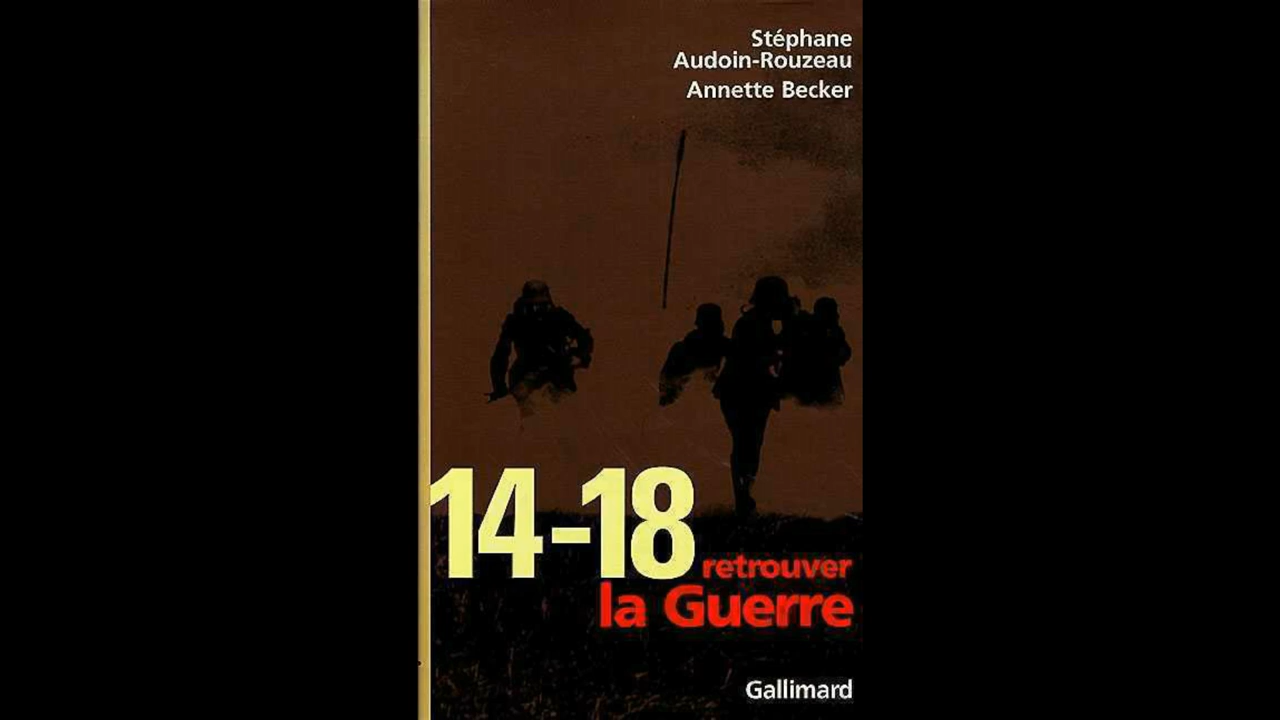 Stéphane
Audoin-Rouzeau
Annette Becker
14-18 retrouver
la Guerre
Gallimard